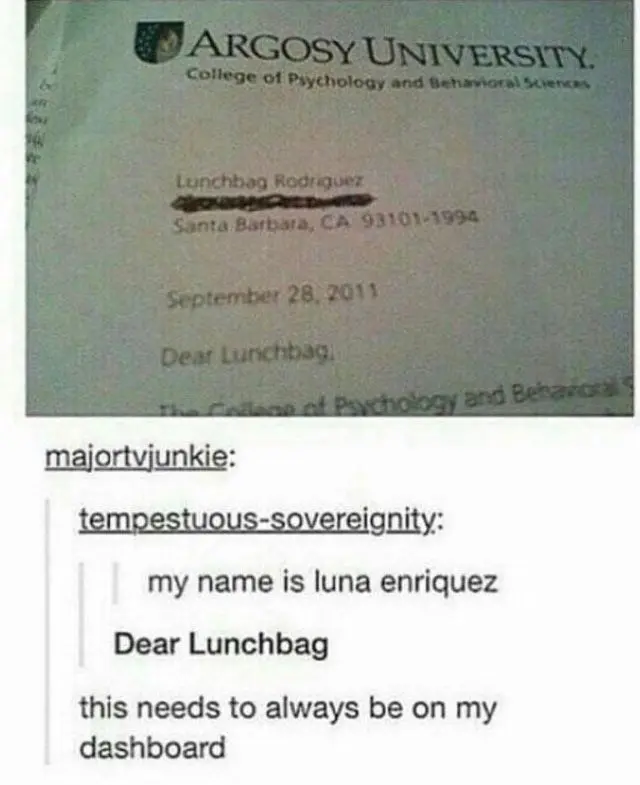 ARGOSY UNIVERSITY.
College of Psychology and Behavioral Sciences
Lunchbag Rodriguez
Santa Barbara, CA 93101-1994
September 28, 2011
Dear Lunchbag,
The College of Psychology and Behavioral
majortvjunkie:
tempestuous-sovereignity:
my name is luna enriquez
Dear Lunchbag
this needs to always be on my
dashboard